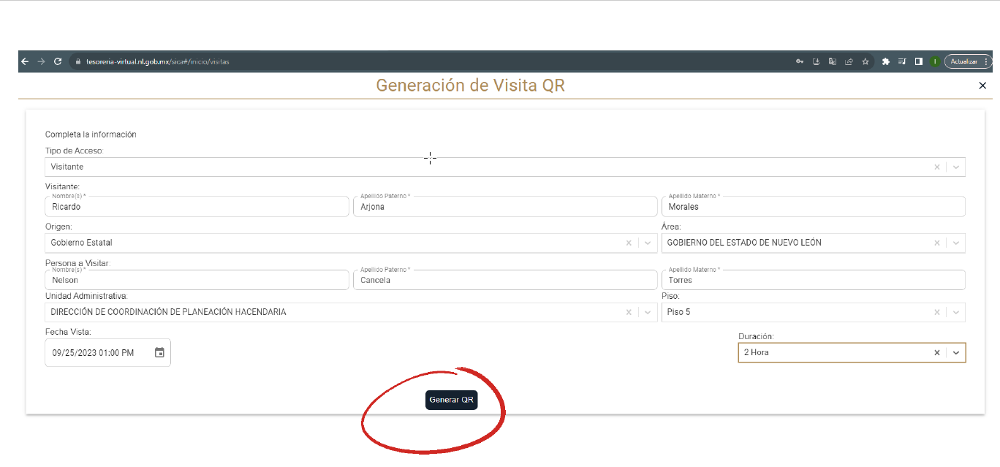 tesoreria-virtual.nl.gob.mx/sica#/inicio/visitas
I
Actualizar
Generación de Visita QR
Completa la información
Tipo de Acceso:
Visitante
Visitante:
Nombre(s) * Apellido Paterno * Apellido Materno *
Ricardo Arjona Morales
Origen: Área:
Gobierno Estatal GOBIERNO DEL ESTADO DE NUEVO LEÓN
Persona a Visitar:
Nombre(s) * Apellido Paterno * Apellido Materno *
Nelson Cancela Torres
Unidad Administrativa: Piso:
DIRECCIÓN DE COORDINACIÓN DE PLANEACIÓN HACENDARIA Piso 5
Fecha Vista: Duración:
09/25/2023 01:00 PM 2 Hora
Generar QR